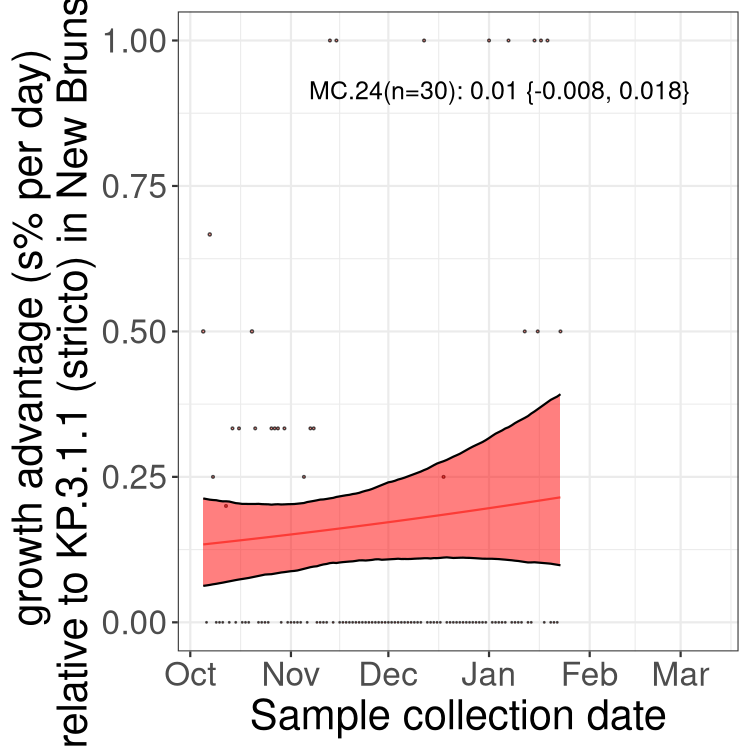 growth advantage (s% per day)
relative to KP.3.1.1 (stricto) in New Bruns
1.00
0.75
0.50
0.25
0.00
MC.24(n=30): 0.01 {-0.008, 0.018}
Oct Nov Dec Jan Feb Mar
Sample collection date